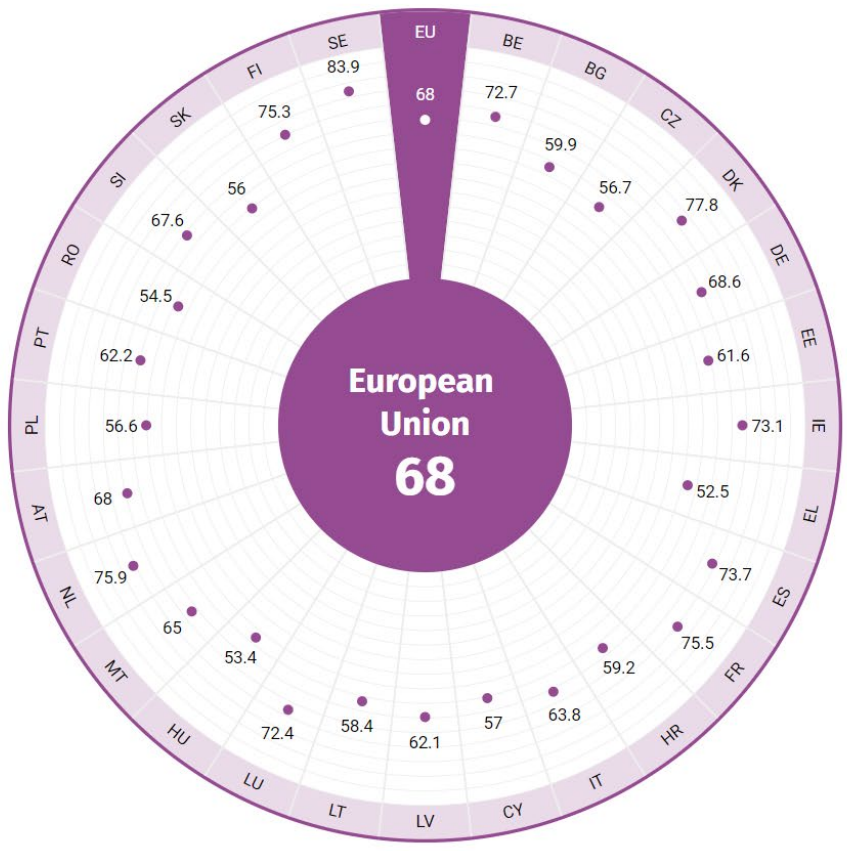 EU
68
BE
72.7
BG
59.9
CZ
56.7
DK
77.8
DE
68.6
EE
61.6
IE
73.1
EL
52.5
ES
73.7
FR
75.5
HR
59.2
IT
63.8
CY
57
LV
62.1
LT
58.4
LU
72.4
HU
53.4
MT
65
NL
75.9
AT
68
PL
56.6
PT
62.2
RO
54.5
SI
67.6
SK
56
FI
75.3
SE
83.9
European
Union
68